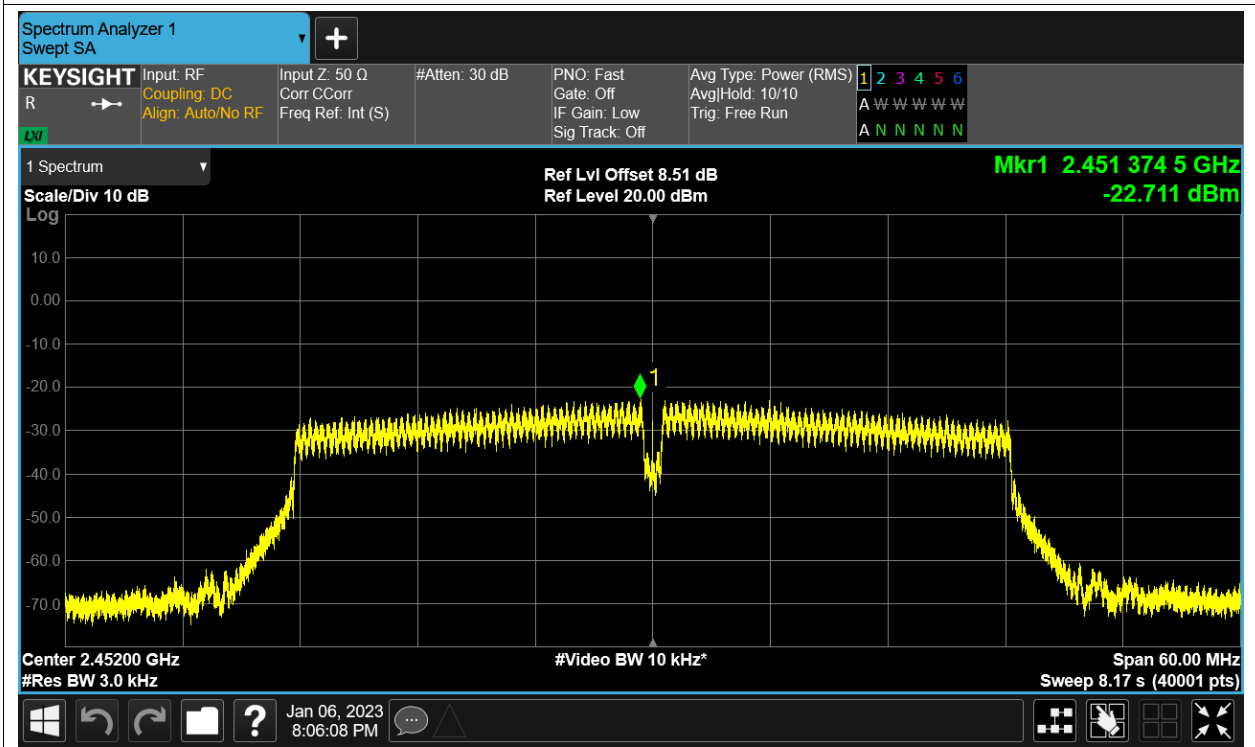 Spectrum Analyzer 1
Swept SA
KEYSIGHT
R
LXI
Input: RF
Coupling: DC
Align: Auto/No RF
Input Z: 50 Ω
Corr CCorr
Freq Ref: Int (S)
#Atten: 30 dB
PNO: Fast
Gate: Off
IF Gain: Low
Sig Track: Off
Avg Type: Power (RMS)
Avg|Hold: 10/10
Trig: Free Run
1 2 3 4 5 6
A W W W W W
A N N N N N
1 Spectrum
Scale/Div 10 dB
Log
Ref Lvl Offset 8.51 dB
Ref Level 20.00 dBm
Mkr1 2.451 374 5 GHz
-22.711 dBm
10.0
0.00
-10.0
-20.0
-30.0
-40.0
-50.0
-60.0
-70.0
1
Center 2.45200 GHz
#Res BW 3.0 kHz
#Video BW 10 kHz*
Span 60.00 MHz
Sweep 8.17 s (40001 pts)
?
Jan 06, 2023
8:06:08 PM